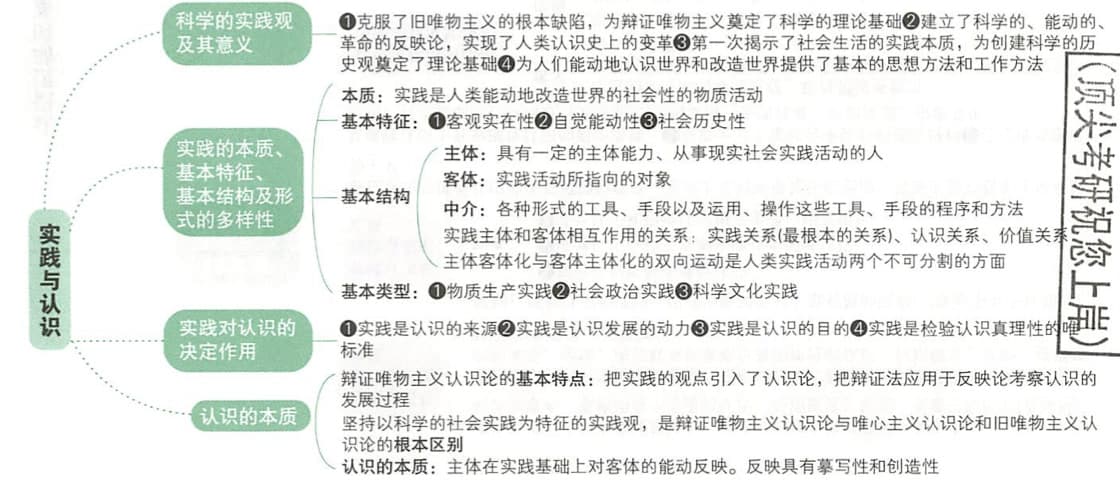 实践与认识
科学的实践观
及其意义
❶克服了旧唯物主义的根本缺陷，为辩证唯物主义奠定了科学的理论基础❷建立了科学的、能动的、
革命的反映论，实现了人类认识史上的变革❸第一次揭示了社会生活的实践本质，为创建科学的历
史观奠定了理论基础❹为人们能动地认识世界和改造世界提供了基本的思想方法和工作方法
实践的本质、
基本特征、
基本结构及形
式的多样性
本质：实践是人类能动地改造世界的社会性的物质活动
基本特征：❶客观实在性❷自觉能动性❸社会历史性
基本结构
主体：具有一定的主体能力、从事现实社会实践活动的人
客体：实践活动所指向的对象
中介：各种形式的工具、手段以及运用、操作这些工具、手段的程序和方法
实践主体和客体相互作用的关系：实践关系(最根本的关系)、认识关系、价值关系
主体客体化与客体主体化的双向运动是人类实践活动两个不可分割的方面
基本类型：❶物质生产实践❷社会政治实践❸科学文化实践
实践对认识的
决定作用
❶实践是认识的来源❷实践是认识发展的动力❸实践是认识的目的❹实践是检验认识真理性的唯
标准
认识的本质
辩证唯物主义认识论的基本特点：把实践的观点引入了认识论，把辩证法应用于反映论考察认识的
发展过程
坚持以科学的社会实践为特征的实践观，是辩证唯物主义认识论与唯心主义认识论和旧唯物主义认
识论的根本区别
认识的本质：主体在实践基础上对客体的能动反映。反映具有摹写性和创造性
(顶尖考研祝您上岸)